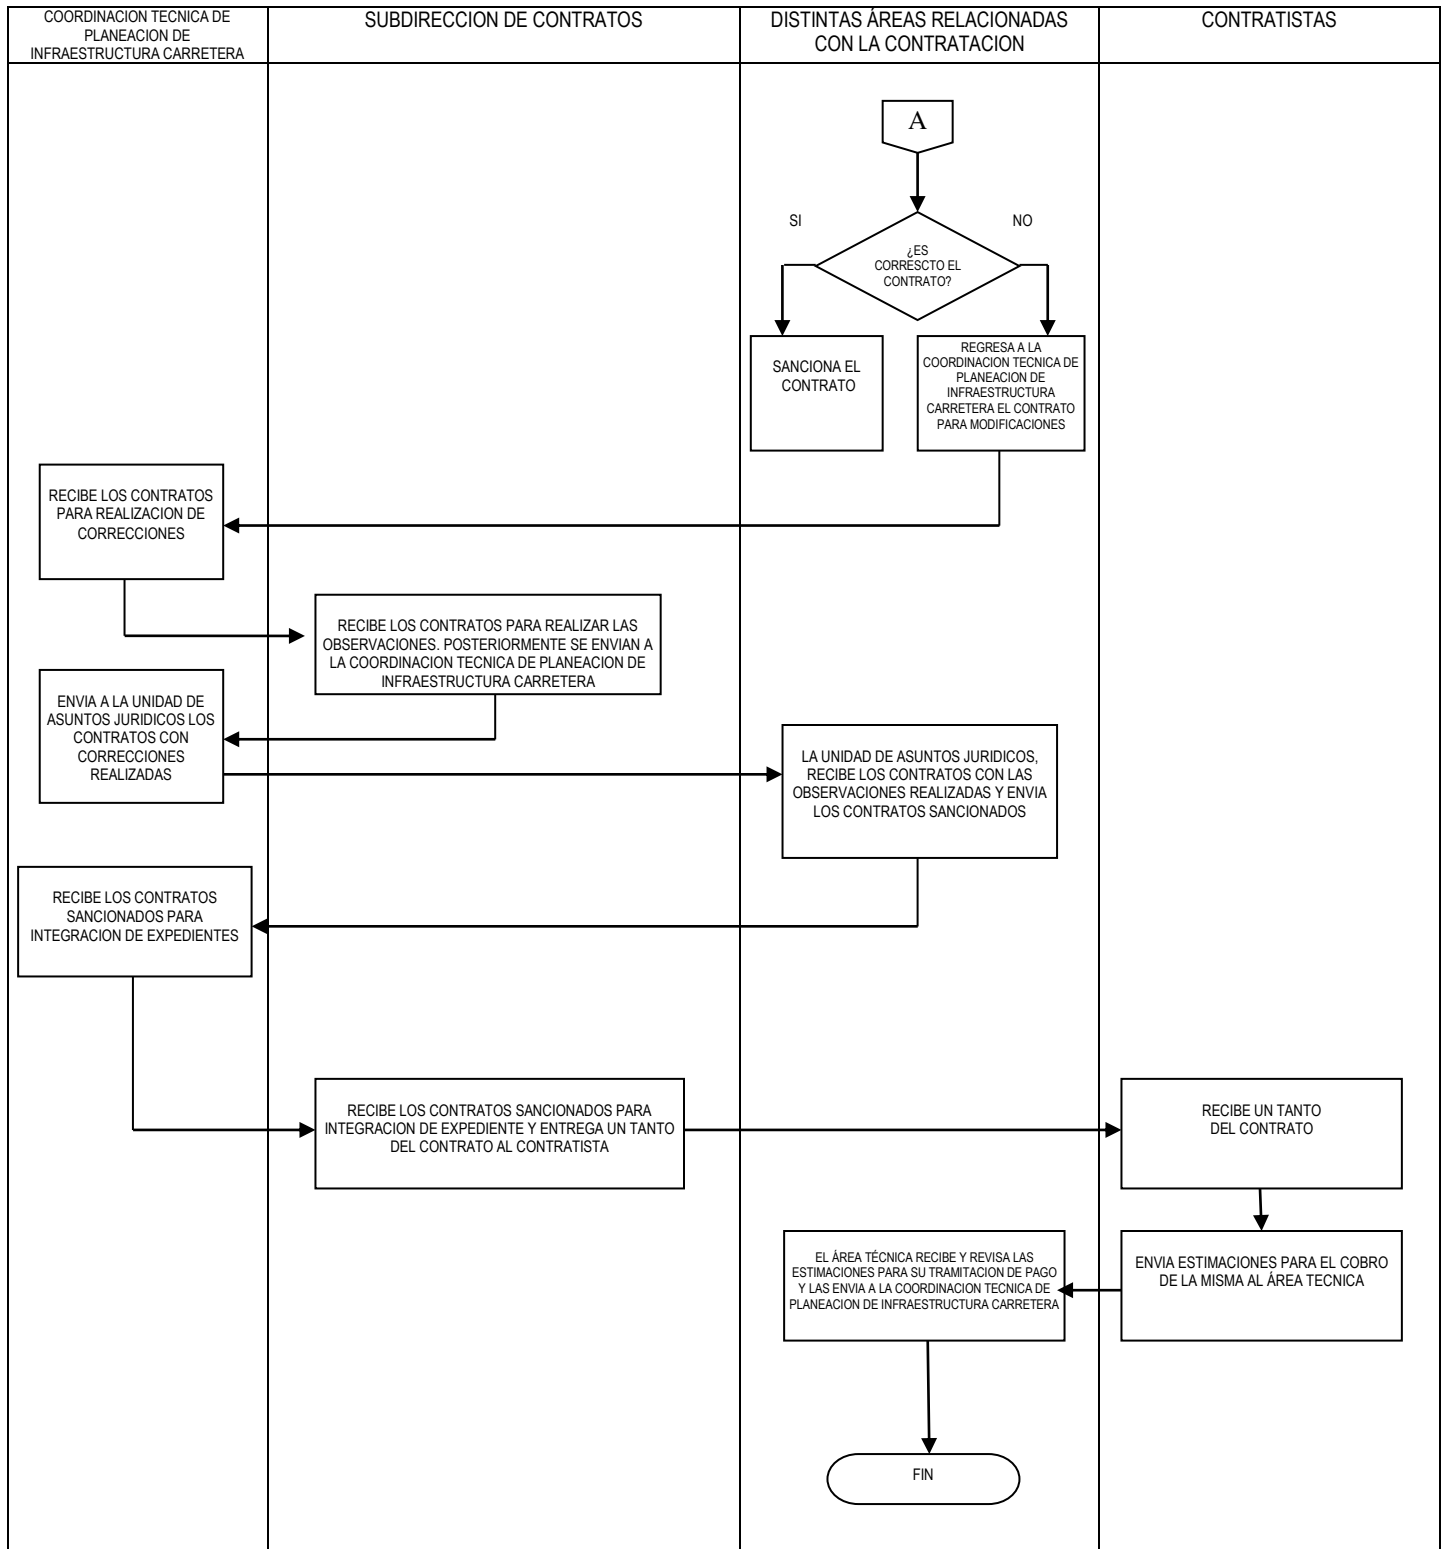 COORDINACION TECNICA DE
PLANEACION DE
INFRAESTRUCTURA CARRETERA
SUBDIRECCION DE CONTRATOS
DISTINTAS ÁREAS RELACIONADAS
CON LA CONTRATACION
CONTRATISTAS
A
SI
NO
¿ES
CORRESCTO EL
CONTRATO?
SANCIONA EL
CONTRATO
REGRESA A LA
COORDINACION TECNICA DE
PLANEACION DE
INFRAESTRUCTURA
CARRETERA EL CONTRATO
PARA MODIFICACIONES
RECIBE LOS CONTRATOS
PARA REALIZACION DE
CORRECCIONES
RECIBE LOS CONTRATOS PARA REALIZAR LAS
OBSERVACIONES. POSTERIORMENTE SE ENVIAN A
LA COORDINACION TECNICA DE PLANEACION DE
INFRAESTRUCTURA CARRETERA
ENVIA A LA UNIDAD DE
ASUNTOS JURIDICOS LOS
CONTRATOS CON
CORRECCIONES
REALIZADAS
LA UNIDAD DE ASUNTOS JURIDICOS,
RECIBE LOS CONTRATOS CON LAS
OBSERVACIONES REALIZADAS Y ENVIA
LOS CONTRATOS SANCIONADOS
RECIBE LOS CONTRATOS
SANCIONADOS PARA
INTEGRACION DE EXPEDIENTES
RECIBE LOS CONTRATOS SANCIONADOS PARA
INTEGRACION DE EXPEDIENTE Y ENTREGA UN TANTO
DEL CONTRATO AL CONTRATISTA
RECIBE UN TANTO
DEL CONTRATO
ENVIA ESTIMACIONES PARA EL COBRO
DE LA MISMA AL ÁREA TECNICA
EL ÁREA TÉCNICA RECIBE Y REVISA LAS
ESTIMACIONES PARA SU TRAMITACION DE PAGO
Y LAS ENVIA A LA COORDINACION TECNICA DE
PLANEACION DE INFRAESTRUCTURA CARRETERA
FIN